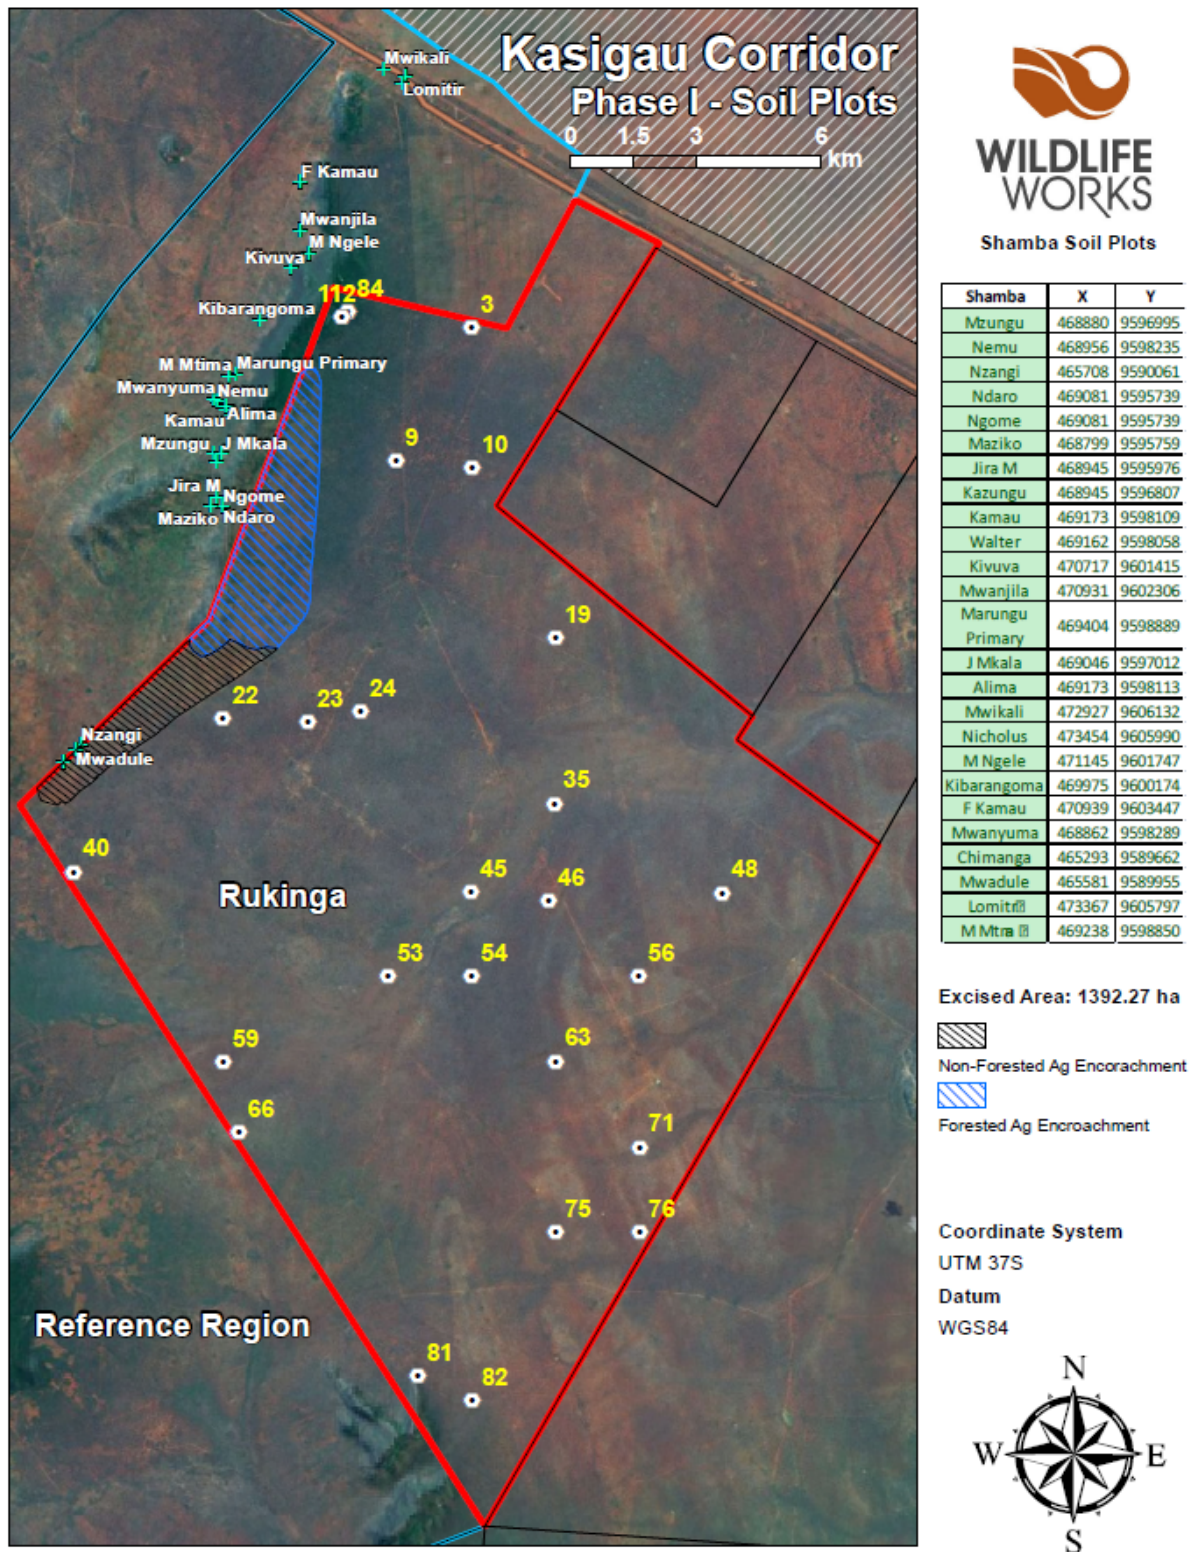 Kasigau Corridor
Phase I - Soil Plots
0 1.5 3 6
km
Mwikali
Lomitir
F Kamau
Mwanjila
M Ngele
Kivuva
112 84
3
Kibarangoma
M Mtima Marungu Primary
Mwanyuma Nemu
Kamau Alima
Mzungu J Mkala
9
10
Jira M
Ngome
Maziko Ndaro
19
22
23
24
Nzangi
Mwadule
35
40
45
46
48
Rukinga
53
54
56
59
63
66
71
75
76
Reference Region
81
82
WILDLIFE
WORKS
Shamba Soil Plots
Shamba X Y
Mzungu 468880 9596995
Nemu 468956 9598235
Nzangi 465708 9590061
Ndaro 469081 9595739
Ngome 469081 9595739
Maziko 468799 9595759
Jira M 468945 9595976
Kazungu 468945 9596807
Kamau 469173 9598109
Walter 469162 9598058
Kivuva 470717 9601415
Mwanjila 470931 9602306
Marungu
Primary 469404 9598889
J Mkala 469046 9597012
Alima 469173 9598113
Mwikali 472927 9606132
Nicholus 473454 9605990
M Ngele 471145 9601747
Kibarangoma 469975 9600174
F Kamau 470939 9603447
Mwanyuma 468862 9598289
Chimanga 465293 9589662
Mwadule 465581 9589955
473367 9605797
469238 9598850
Excised Area: 1392.27 ha
Non-Forested Ag Encorachment
Forested Ag Encroachment
Coordinate System
UTM 37S
Datum
WGS84
N
W E
S